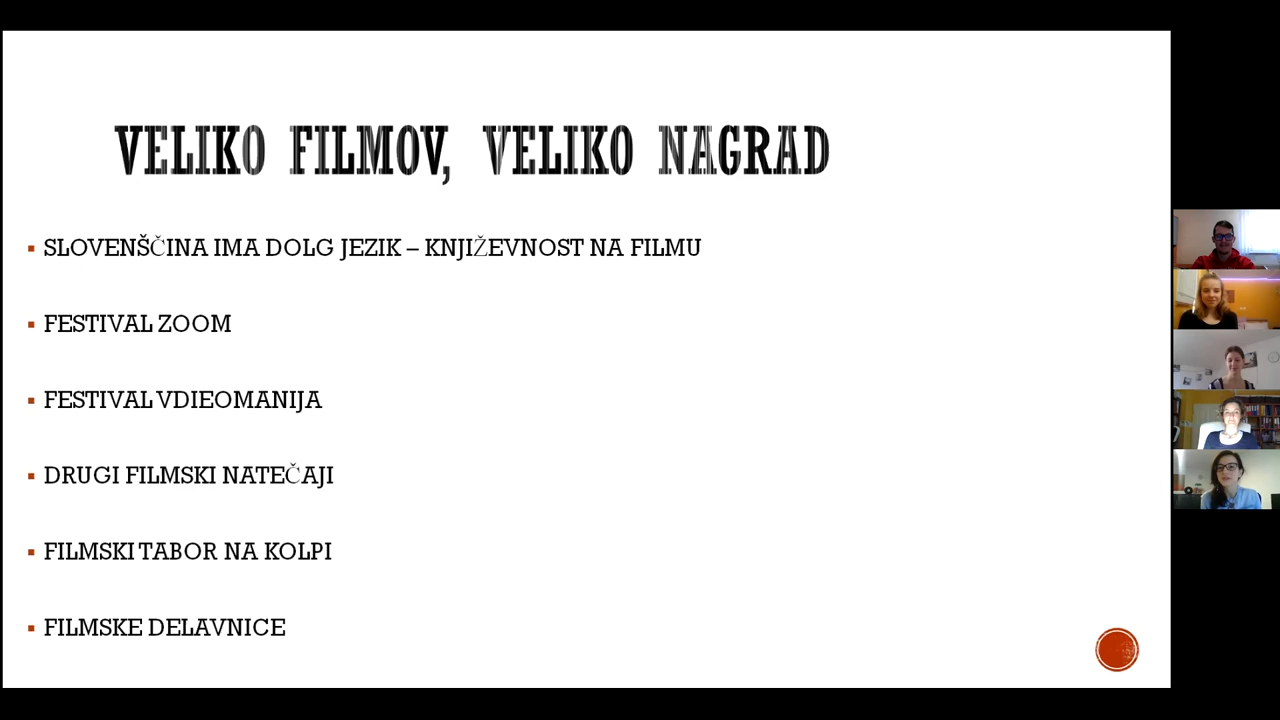 VELIKO FILMOV, VELIKO NAGRAD
SLOVENŠČINA IMA DOLG JEZIK – KNJIŽEVNOST NA FILMU
FESTIVAL ZOOM
FESTIVAL VDIEOMANIJA
DRUGI FILMSKI NATEČAJI
FILMSKI TABOR NA KOLPI
FILMSKE DELAVNICE